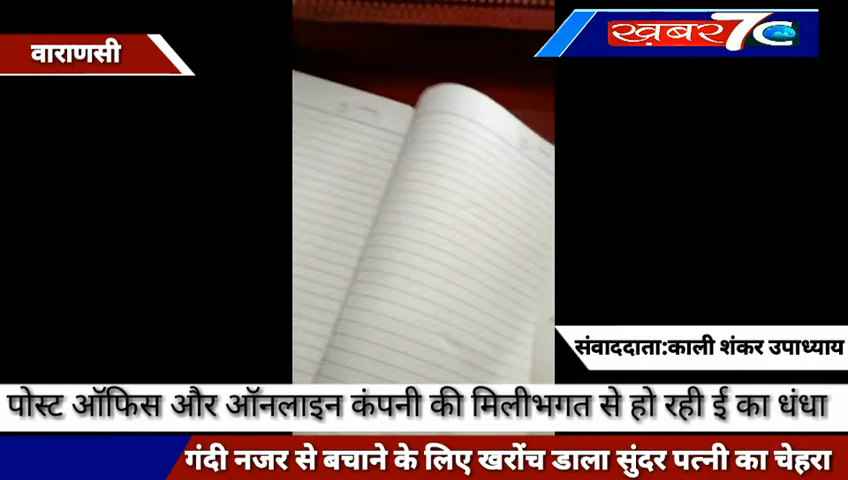 वाराणसी
ख़बर 7c
संवाददाता:काली शंकर उपाध्याय
पोस्ट ऑफिस और ऑनलाइन कंपनी की मिलीभगत से हो रही ई का धंधा
गंदी नजर से बचाने के लिए खरोंच डाला सुंदर पत्नी का चेहरा